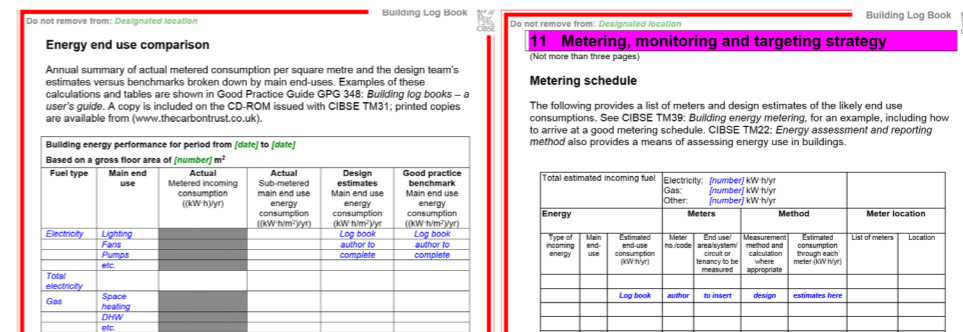 Building Log Book
Do not remove from: Designated location
CIBSE
Energy end use comparison
Annual summary of actual metered consumption per square metre and the design team's
estimates versus benchmarks broken down by main end-uses. Examples of these
calculations and tables are shown in Good Practice Guide GPG 348: Building log books – a
user's guide. A copy is included on the CD-ROM issued with CIBSE TM31; printed copies
are available from (www.thecarbontrust.co.uk).
Building energy performance for period from [date] to [date]
Based on a gross floor area of [number] m²
Fuel type Main end use Actual Metered incoming consumption ((kW·h)/yr) Actual Sub-metered main end use energy consumption ((kW·h/m²)/yr) Design estimates Main end use energy consumption (kW·h/m²)/yr) Good practice benchmark Main end use energy consumption ((kW·h/m²)/yr)
Electricity Lighting Log book Log book
Fans author to author to
Pumps complete complete
etc.
Total
electricity
Gas Space
heating
DHW
etc.
Building Log Book
Do not remove from: Designated location
11 Metering, monitoring and targeting strategy
(Not more than three pages)
Metering schedule
The following provides a list of meters and design estimates of the likely end use
consumptions. See CIBSE TM39: Building energy metering, for an example, including how
to arrive at a good metering schedule. CIBSE TM22: Energy assessment and reporting
method also provides a means of assessing energy use in buildings.
Total estimated incoming fuel Electricity: [number] kW·h/yr
Gas: [number] kW·h/yr
Other: [number] kW·h/yr
Energy Meters Method Meter location
Type of incoming energy Main end-use Estimated end-use consumption (kW·h/yr) Meter no./code End use/ area/system/ circuit or tenancy to be measured Measurement method and calculation where appropriate Estimated consumption through each meter (kW·h/yr) List of meters Location
Log book author to insert design estimates here